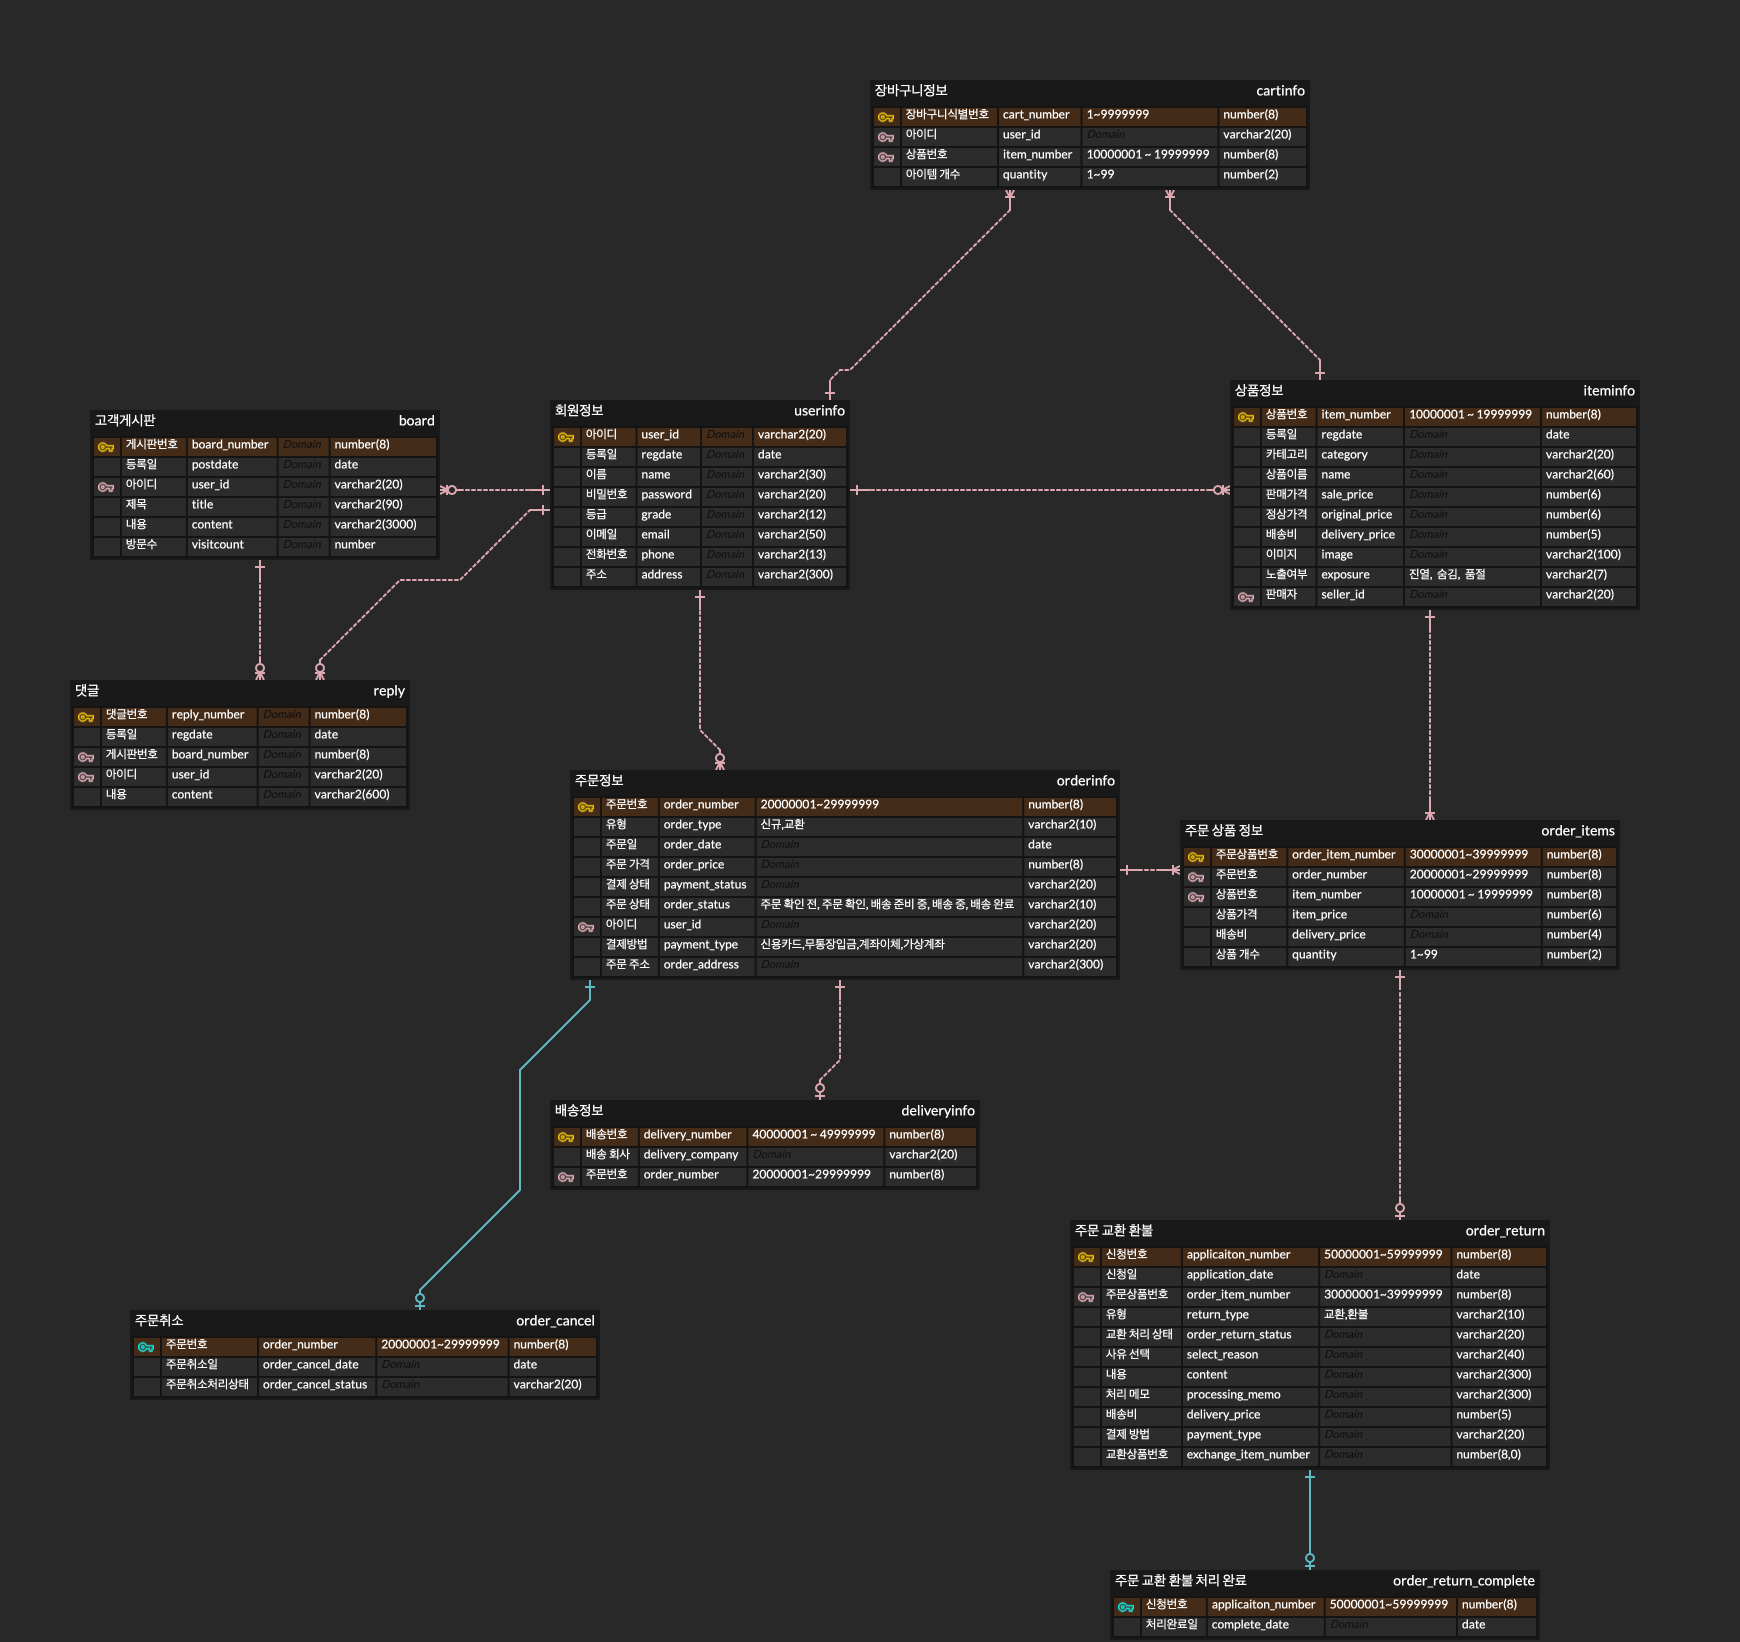 장바구니정보 cartinfo
장바구니식별번호 cart_number 1~9999999 number(8)
아이디 user_id Domain varchar2(20)
상품번호 item_number 10000001 ~ 19999999 number(8)
아이템 개수 quantity 1~99 number(2)
고객게시판 board
게시판번호 board_number Domain number(8)
등록일 postdate Domain date
아이디 user_id Domain varchar2(20)
제목 title Domain varchar2(90)
내용 content Domain varchar2(3000)
방문수 visitcount Domain number
회원정보 userinfo
아이디 user_id Domain varchar2(20)
등록일 regdate Domain date
이름 name Domain varchar2(30)
비밀번호 password Domain varchar2(20)
등급 grade Domain varchar2(12)
이메일 email Domain varchar2(50)
전화번호 phone Domain varchar2(13)
주소 address Domain varchar2(300)
상품정보 iteminfo
상품번호 item_number 10000001 ~ 19999999 number(8)
등록일 regdate Domain date
카테고리 category Domain varchar2(20)
상품이름 name Domain varchar2(60)
판매가격 sale_price Domain number(6)
정상가격 original_price Domain number(6)
배송비 delivery_price Domain number(5)
이미지 image Domain varchar2(100)
노출여부 exposure 진열, 숨김, 품절 varchar2(7)
판매자 seller_id Domain varchar2(20)
댓글 reply
댓글번호 reply_number Domain number(8)
등록일 regdate Domain date
게시판번호 board_number Domain number(8)
아이디 user_id Domain varchar2(20)
내용 content Domain varchar2(600)
주문정보 orderinfo
주문번호 order_number 20000001~29999999 number(8)
유형 order_type 신규,교환 varchar2(10)
주문일 order_date Domain date
주문 가격 order_price Domain number(8)
결제 상태 payment_status Domain varchar2(20)
주문 상태 order_status 주문 확인 전, 주문 확인, 배송 준비 중, 배송 중, 배송 완료 varchar2(10)
아이디 user_id Domain varchar2(20)
결제방법 payment_type 신용카드,무통장입금,계좌이체,가상계좌 varchar2(20)
주문 주소 order_address Domain varchar2(300)
주문 상품 정보 order_items
주문상품번호 order_item_number 30000001~39999999 number(8)
주문번호 order_number 20000001~29999999 number(8)
상품번호 item_number 10000001 ~ 19999999 number(8)
상품가격 item_price Domain number(6)
배송비 delivery_price Domain number(4)
상품 개수 quantity 1~99 number(2)
배송정보 deliveryinfo
배송번호 delivery_number 40000001 ~ 49999999 number(8)
배송 회사 delivery_company Domain varchar2(20)
주문번호 order_number 20000001~29999999 number(8)
주문취소 order_cancel
주문번호 order_number 20000001~29999999 number(8)
주문취소일 order_cancel_date Domain date
주문취소처리상태 order_cancel_status Domain varchar2(20)
주문 교환 환불 order_return
신청번호 applicaiton_number 50000001~59999999 number(8)
신청일 application_date Domain date
주문상품번호 order_item_number 30000001~39999999 number(8)
유형 return_type 교환,환불 varchar2(10)
교환 처리 상태 order_return_status Domain varchar2(20)
사유 선택 select_reason Domain varchar2(40)
내용 content Domain varchar2(300)
처리 메모 processing_memo Domain varchar2(300)
배송비 delivery_price Domain number(5)
결제 방법 payment_type Domain varchar2(20)
교환상품번호 exchange_item_number Domain number(8,0)
주문 교환 환불 처리 완료 order_return_complete
신청번호 applicaiton_number 50000001~59999999 number(8)
처리완료일 complete_date Domain date